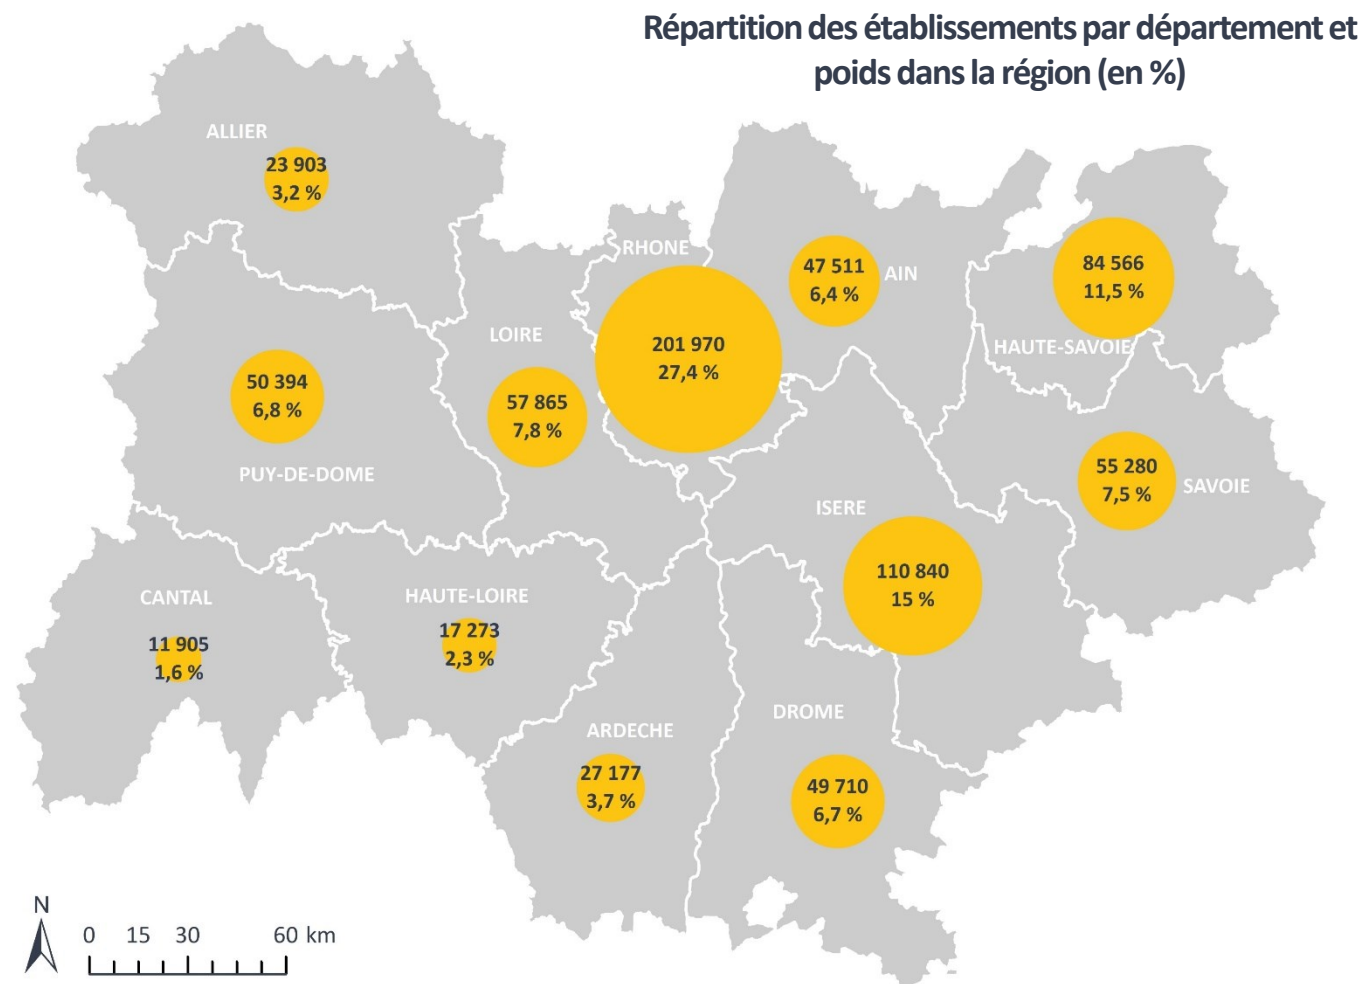 Répartition des établissements par département et
poids dans la région (en %)
ALLIER
23 903
3,2 %
RHONE
47 511
6,4 %
AIN
84 566
11,5 %
HAUTE-SAVOIE
LOIRE
201 970
27,4 %
50 394
6,8 %
PUY-DE-DOME
57 865
7,8 %
55 280
7,5 %
SAVOIE
ISERE
110 840
15 %
CANTAL
11 905
1,6 %
HAUTE-LOIRE
17 273
2,3 %
ARDECHE
27 177
3,7 %
DROME
49 710
6,7 %
N
0 15 30 60 km